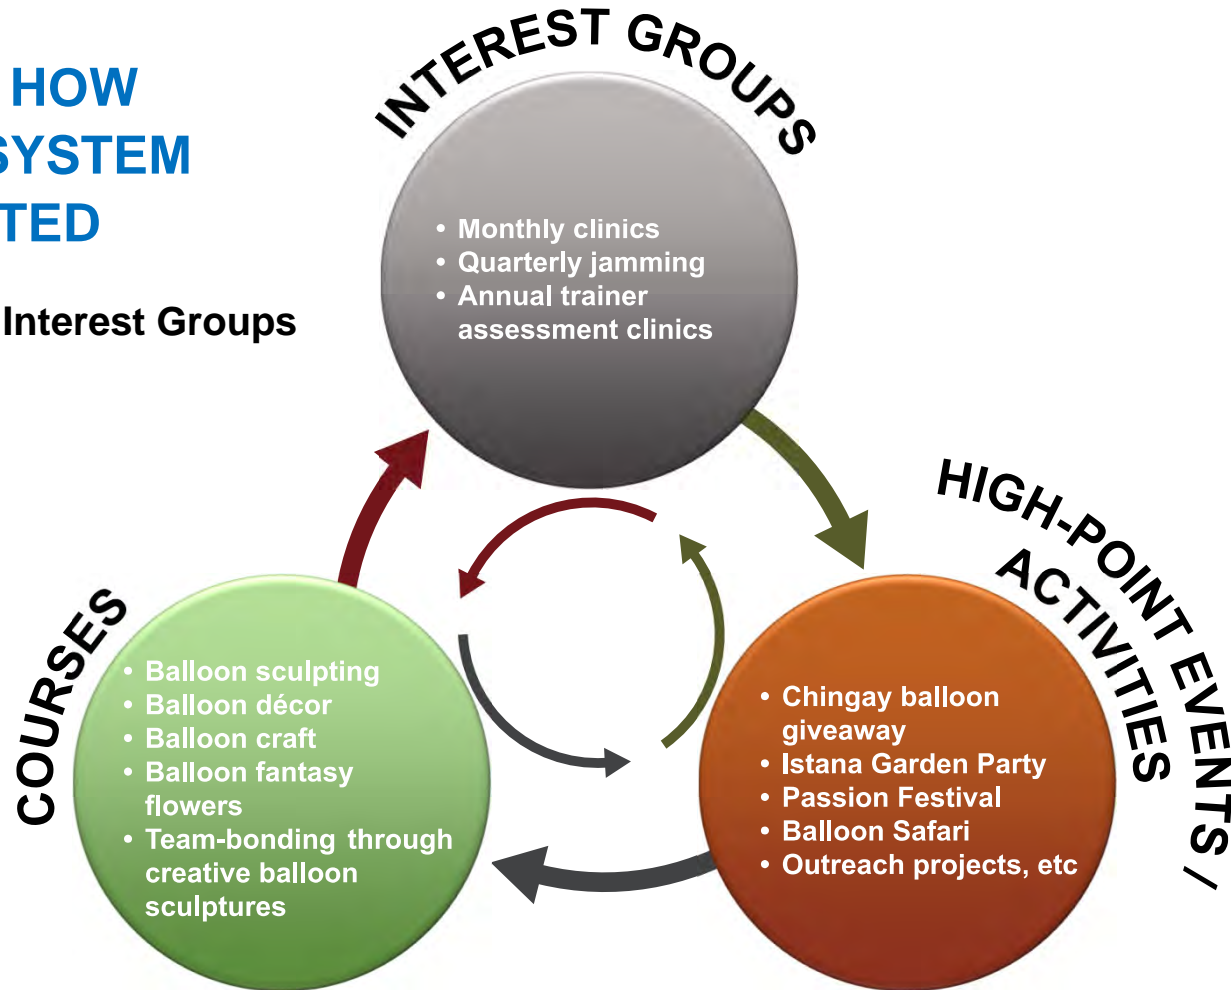 HOW
SYSTEM
TED
Interest Groups
INTEREST GROUPS
• Monthly clinics
• Quarterly jamming
• Annual trainer
assessment clinics
HIGH-POINT EVENTS /
ACTIVITIES
• Chingay balloon
giveaway
• Istana Garden Party
• Passion Festival
• Balloon Safari
• Outreach projects, etc
COURSES
• Balloon sculpting
• Balloon décor
• Balloon craft
• Balloon fantasy
flowers
• Team-bonding through
creative balloon
sculptures